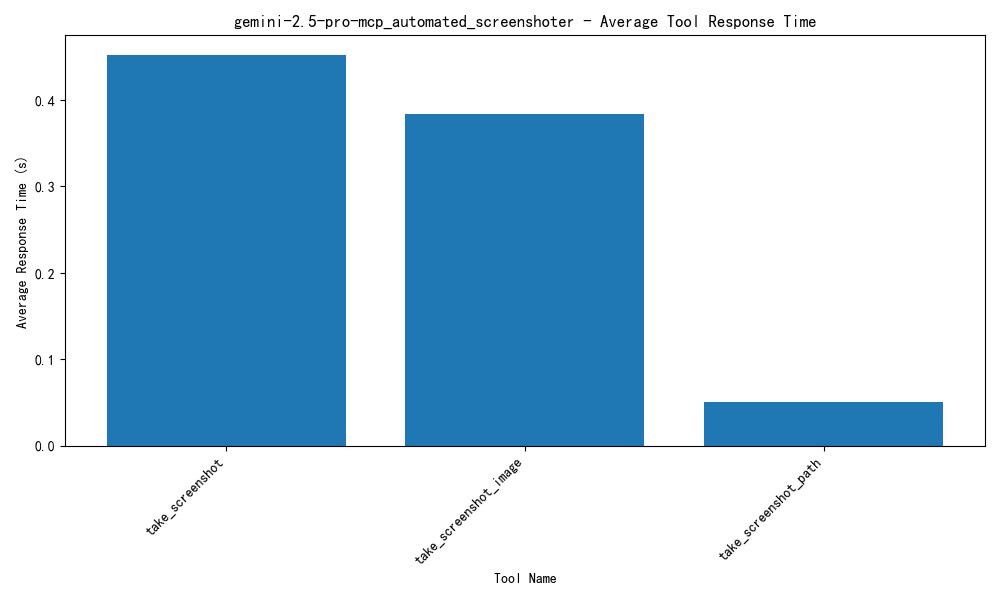 gemini-2.5-pro-mcp_automated_screenshoter - Average Tool Response Time
Average Response Time (s)
0.4
0.3
0.2
0.1
0.0
take_screenshot
take_screenshot_image
take_screenshot_path
Tool Name